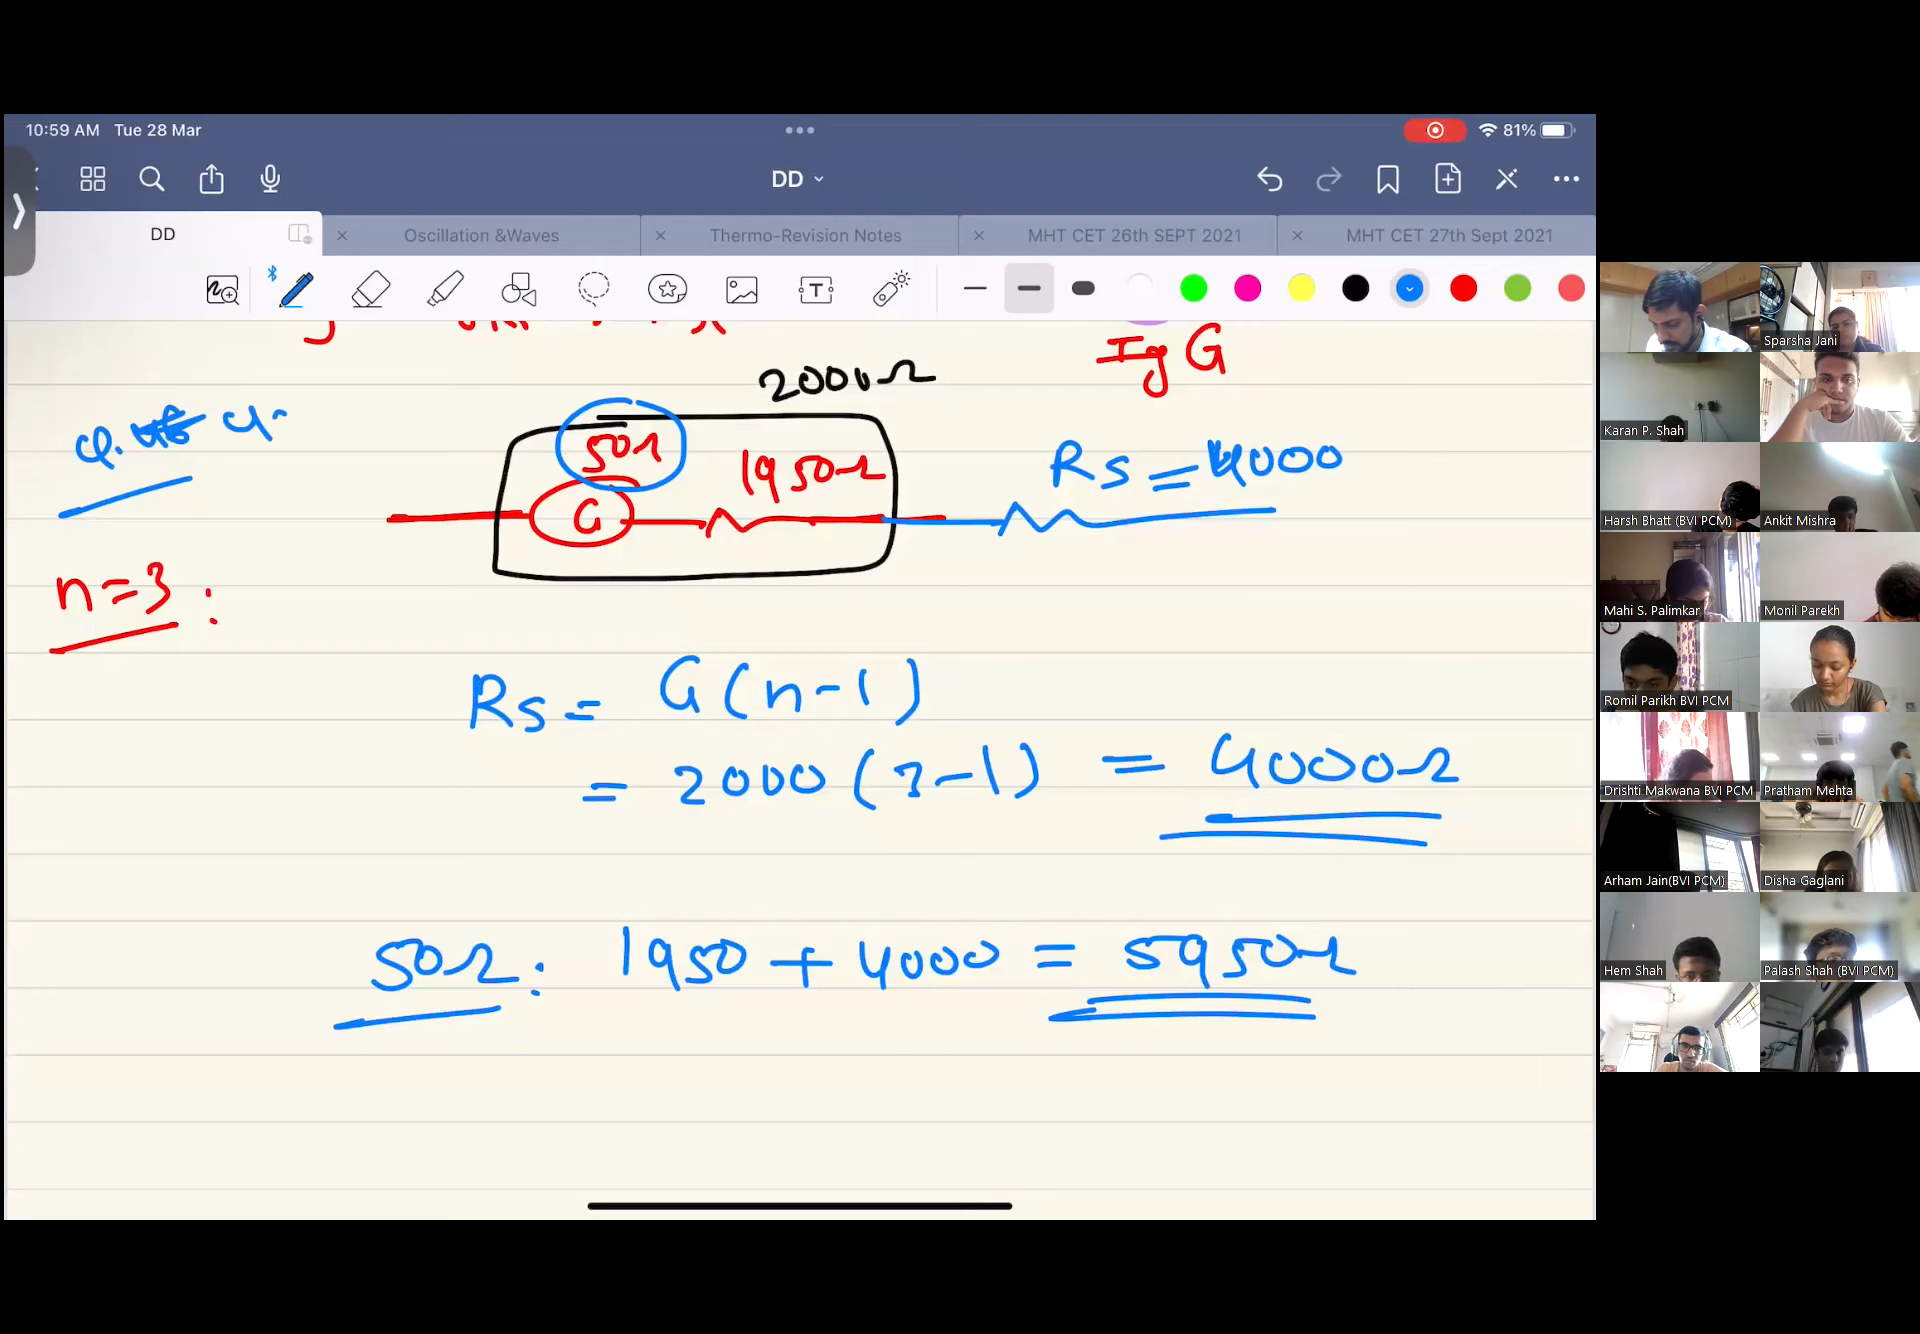 10:59 AM Tue 28 Mar
81%
DD
DD
Oscillation &Waves
Thermo-Revision Notes
MHT CET 26th SEPT 2021
MHT CET 27th Sept 2021
T
Ig G
2000Ω
Q.
50Ω
1950Ω
Rs = 4000
G
n=3 :
Rs = G(n-1)
= 2000 (3-1) = 4000Ω
50Ω : 1950 + 4000 = 5950Ω
Sparsha Jani
Karan P. Shah
Harsh Bhatt (BVI PCM)
Ankit Mishra
Mahi S. Palimkar
Monil Parekh
Romil Parikh BVI PCM
Drishti Makwana BVI PCM
Pratham Mehta
Arham Jain(BVI PCM)
Disha Gaglani
Hem Shah
Palash Shah (BVI PCM)